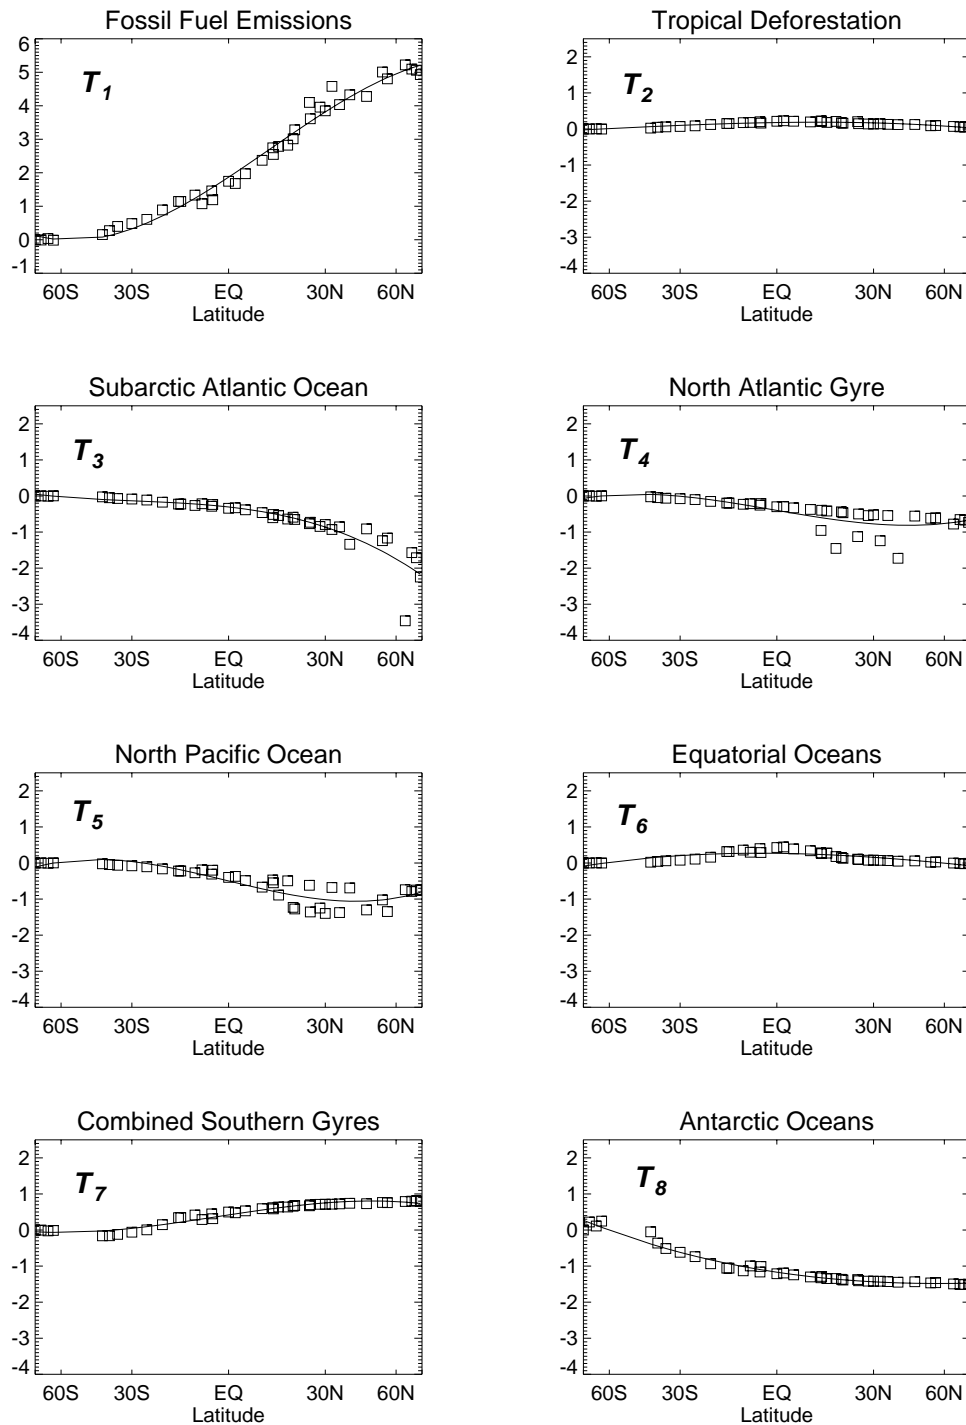 Fossil Fuel Emissions
T1
6
5
4
3
2
1
0
-1
60S 30S EQ 30N 60N
Latitude
Tropical Deforestation
T2
2
1
0
-1
-2
-3
-4
60S 30S EQ 30N 60N
Latitude
Subarctic Atlantic Ocean
T3
2
1
0
-1
-2
-3
-4
60S 30S EQ 30N 60N
Latitude
North Atlantic Gyre
T4
2
1
0
-1
-2
-3
-4
60S 30S EQ 30N 60N
Latitude
North Pacific Ocean
T5
2
1
0
-1
-2
-3
-4
60S 30S EQ 30N 60N
Latitude
Equatorial Oceans
T6
2
1
0
-1
-2
-3
-4
60S 30S EQ 30N 60N
Latitude
Combined Southern Gyres
T7
2
1
0
-1
-2
-3
-4
60S 30S EQ 30N 60N
Latitude
Antarctic Oceans
T8
2
1
0
-1
-2
-3
-4
60S 30S EQ 30N 60N
Latitude